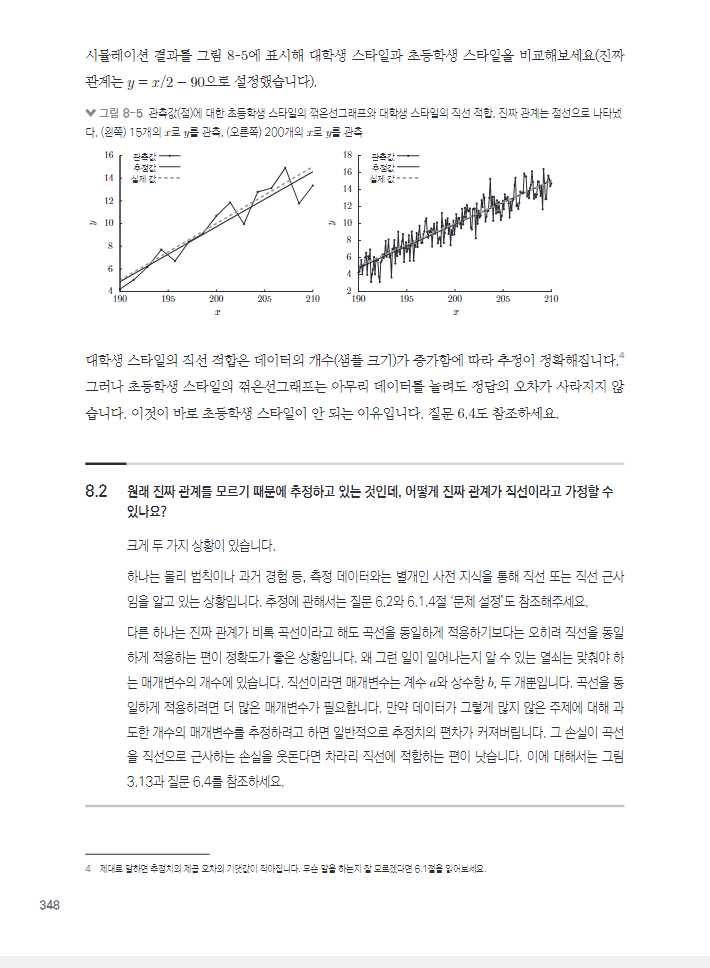 시뮬레이션 결과를 그림 8-5에 표시해 대학생 스타일과 초등학생 스타일을 비교해보세요(진짜
관계는 y = x/2 − 90으로 설정했습니다).
그림 8-5 관측값(점)에 대한 초등학생 스타일의 꺾은선그래프와 대학생 스타일의 직선 적합. 진짜 관계는 점선으로 나타냈
다. (왼쪽) 15개의 x로 y를 관측, (오른쪽) 200개의 x로 y를 관측
16
14
12
10
8
6
4
y
관측값
추정값
실제 값
190 195 200 205 210
x
18
16
14
12
10
8
6
4
2
y
관측값
추정값
실제 값
190 195 200 205 210
x
대학생 스타일의 직선 적합은 데이터의 개수(샘플 크기)가 증가함에 따라 추정이 정확해집니다.4
그러나 초등학생 스타일의 꺾은선그래프는 아무리 데이터를 늘려도 정답의 오차가 사라지지 않
습니다. 이것이 바로 초등학생 스타일이 안 되는 이유입니다. 질문 6.4도 참조하세요.
8.2 원래 진짜 관계를 모르기 때문에 추정하고 있는 것인데, 어떻게 진짜 관계가 직선이라고 가정할 수
있나요?
크게 두 가지 상황이 있습니다.
하나는 물리 법칙이나 과거 경험 등, 측정 데이터와는 별개인 사전 지식을 통해 직선 또는 직선 근사
임을 알고 있는 상황입니다. 추정에 관해서는 질문 6.2와 6.1.4절 ‘문제 설정’도 참조해주세요.
다른 하나는 진짜 관계가 비록 곡선이라고 해도 곡선을 동일하게 적용하기보다는 오히려 직선을 동일
하게 적용하는 편이 정확도가 좋은 상황입니다. 왜 그런 일이 일어나는지 알 수 있는 열쇠는 맞춰야 하
는 매개변수의 개수에 있습니다. 직선이라면 매개변수는 계수 a와 상수항 b, 두 개뿐입니다. 곡선을 동
일하게 적용하려면 더 많은 매개변수가 필요합니다. 만약 데이터가 그렇게 많지 않은 주제에 대해 과
도한 개수의 매개변수를 추정하려고 하면 일반적으로 추정치의 편차가 커져버립니다. 그 손실이 곡선
을 직선으로 근사하는 손실을 웃돈다면 차라리 직선에 적합하는 편이 낫습니다. 이에 대해서는 그림
3.13과 질문 6.4를 참조하세요.
4 제대로 말하면 추정치의 제곱 오차의 기댓값이 작아집니다. 무슨 말을 하는지 잘 모르겠다면 6.1절을 읽어보세요.
348